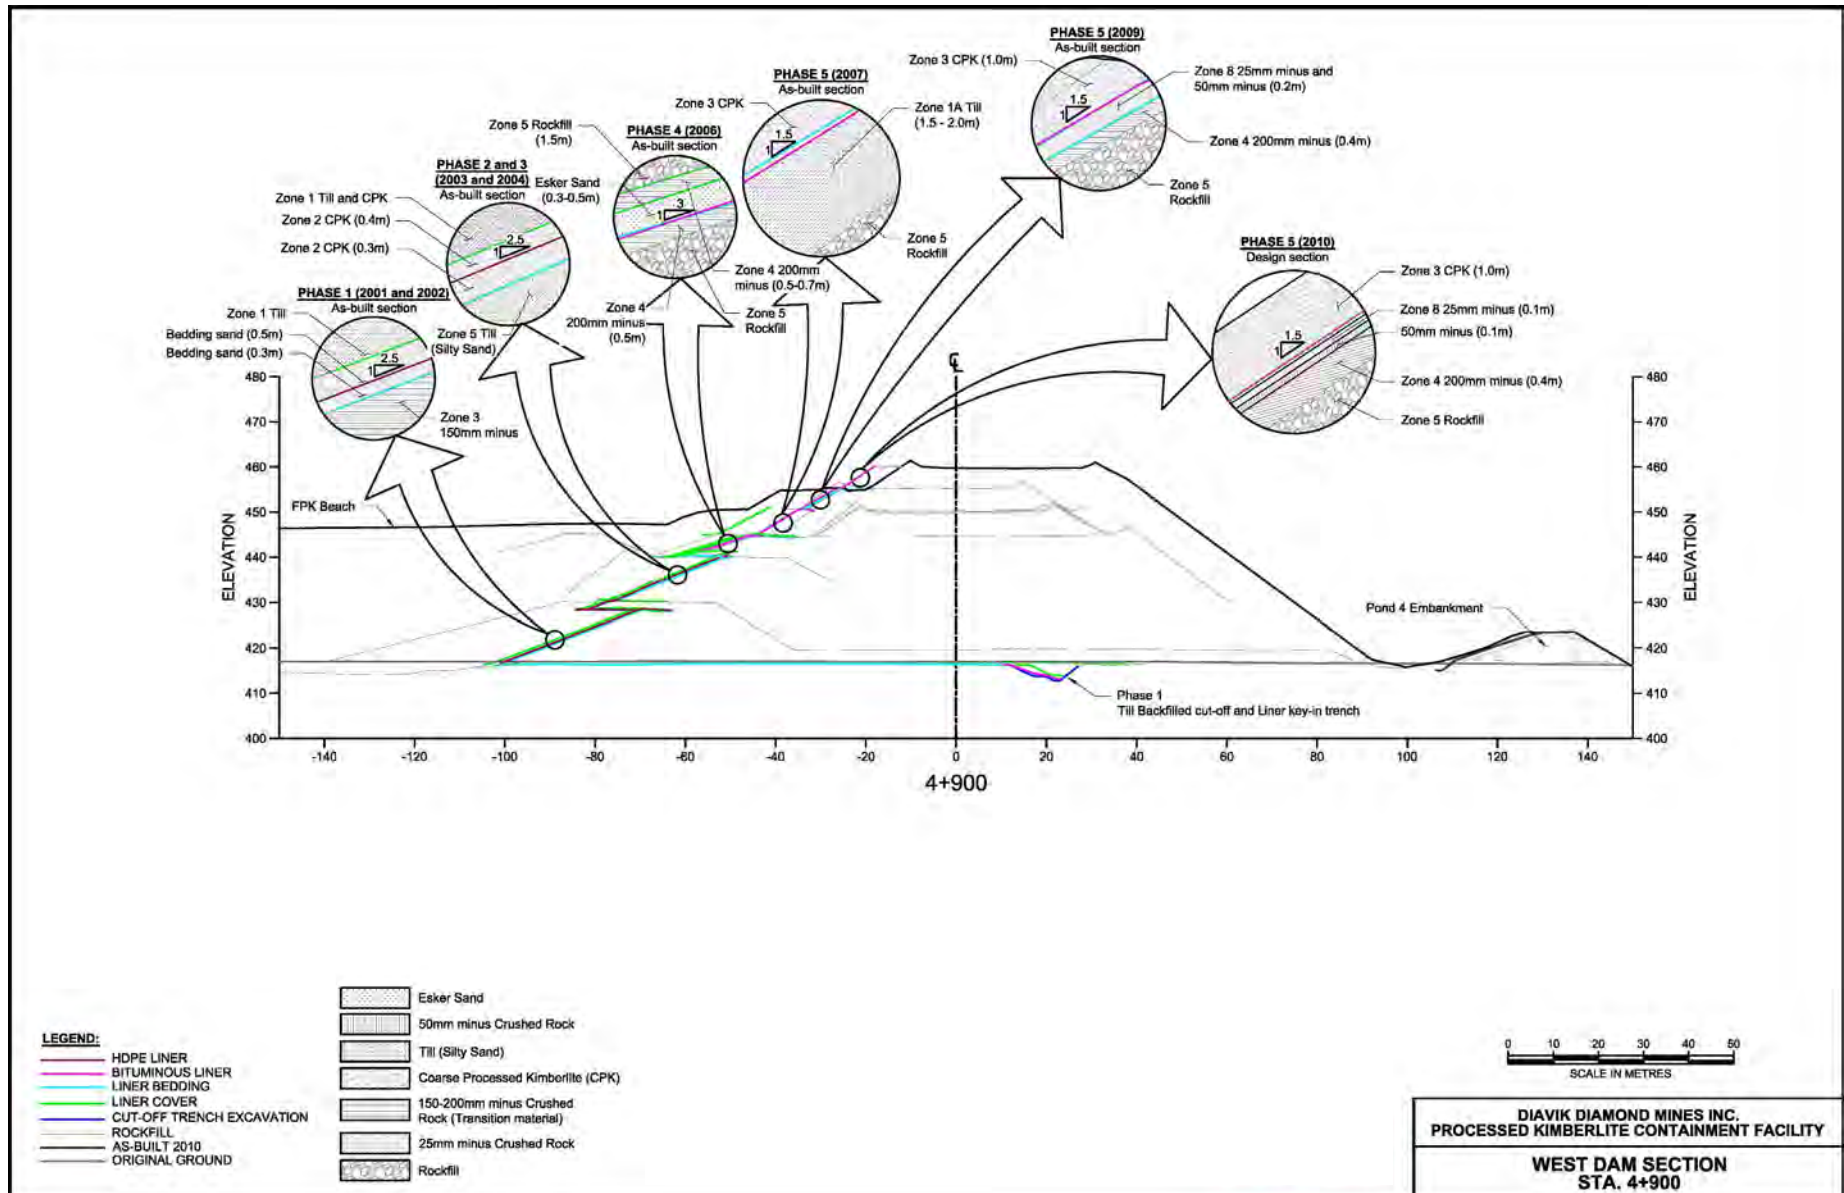 PHASE 5 (2009)
As-built section
Zone 3 CPK (1.0m)
Zone 8 25mm minus and
50mm minus (0.2m)
1.5
1
Zone 4 200mm minus (0.4m)
Zone 5
Rockfill
PHASE 5 (2007)
As-built section
Zone 3 CPK
Zone 1A Till
(1.5 - 2.0m)
1.5
1
Zone 5
Rockfill
PHASE 4 (2006)
As-built section
Zone 5 Rockfill
(1.5m)
Esker Sand
(0.3-0.5m)
3
1
Zone 4 200mm
minus (0.5-0.7m)
Zone 4
200mm minus
(0.5m)
Zone 5
Rockfill
PHASE 2 and 3
(2003 and 2004)
As-built section
Zone 1 Till and CPK
Zone 2 CPK (0.4m)
Zone 2 CPK (0.3m)
2.5
1
Zone 5 Till
(Silty Sand)
PHASE 1 (2001 and 2002)
As-built section
Zone 1 Till
Bedding sand (0.5m)
Bedding sand (0.3m)
2.5
1
Zone 3
150mm minus
PHASE 5 (2010)
Design section
Zone 3 CPK (1.0m)
Zone 8 25mm minus (0.1m)
50mm minus (0.1m)
1.5
1
Zone 4 200mm minus (0.4m)
Zone 5 Rockfill
480
470
460
450
440
430
420
410
400
ELEVATION
FPK Beach
℄
480
470
460
450
440
430
420
410
400
ELEVATION
Pond 4 Embankment
Phase 1
Till Backfilled cut-off and Liner key-in trench
-140 -120 -100 -80 -60 -40 -20 0 20 40 60 80 100 120 140
4+900
LEGEND:
HDPE LINER
BITUMINOUS LINER
LINER BEDDING
LINER COVER
CUT-OFF TRENCH EXCAVATION
ROCKFILL
AS-BUILT 2010
ORIGINAL GROUND
Esker Sand
50mm minus Crushed Rock
Till (Silty Sand)
Coarse Processed Kimberlite (CPK)
150-200mm minus Crushed
Rock (Transition material)
25mm minus Crushed Rock
Rockfill
0 10 20 30 40 50
SCALE IN METRES
DIAVIK DIAMOND MINES INC.
PROCESSED KIMBERLITE CONTAINMENT FACILITY
WEST DAM SECTION
STA. 4+900